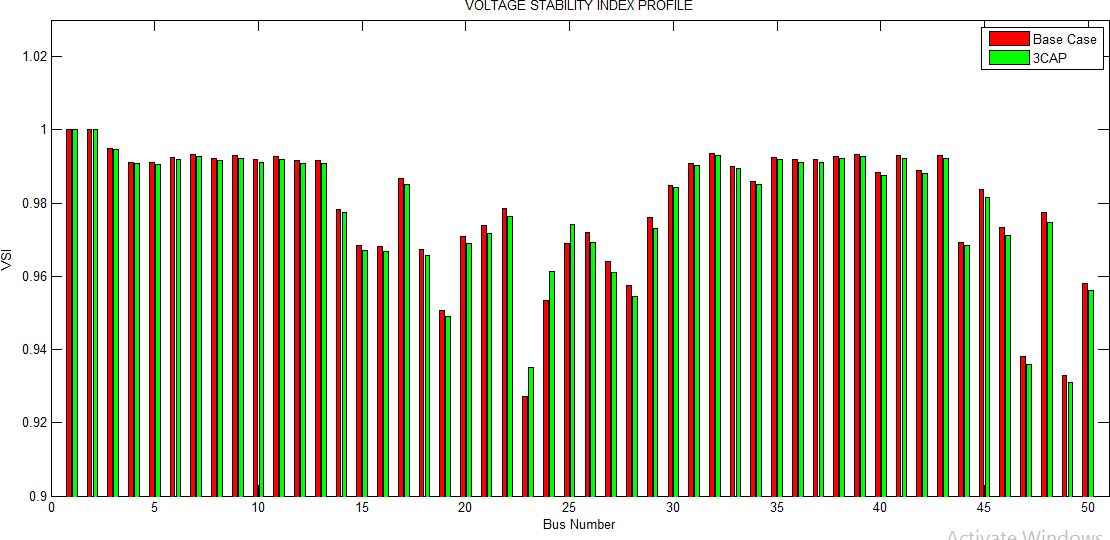 VOLTAGE STABILITY INDEX PROFILE
Base Case
3CAP
1.02
1
0.98
0.96
0.94
0.92
0.9
VSI
0 5 10 15 20 25 30 35 40 45 50
Bus Number
Activate Windows